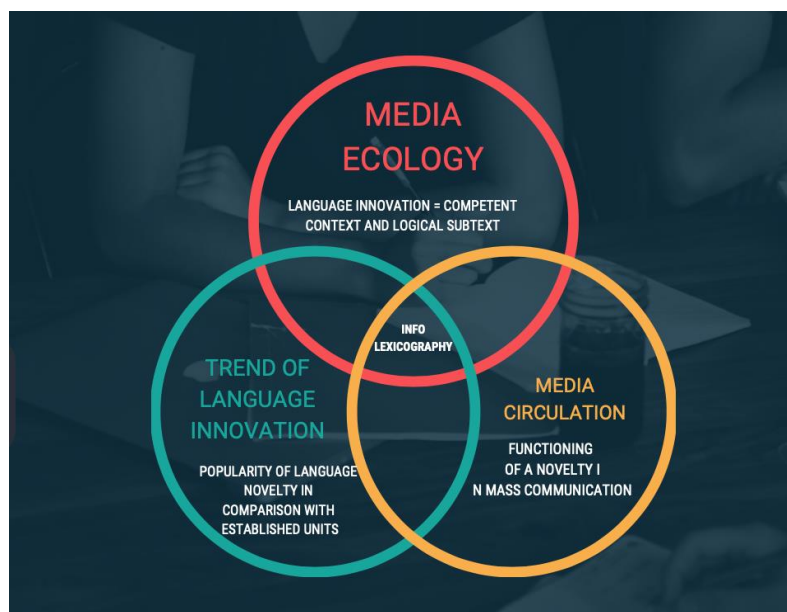 MEDIA
ECOLOGY
LANGUAGE INNOVATION = COMPETENT
CONTEXT AND LOGICAL SUBTEXT
INFO
LEXICOGRAPHY
TREND OF
LANGUAGE
INNOVATION
POPULARITY OF LANGUAGE
NOVELTY IN
COMPARISON WITH
ESTABLISHED UNITS
MEDIA
CIRCULATION
FUNCTIONING
OF A NOVELTY I
N MASS COMMUNICATION